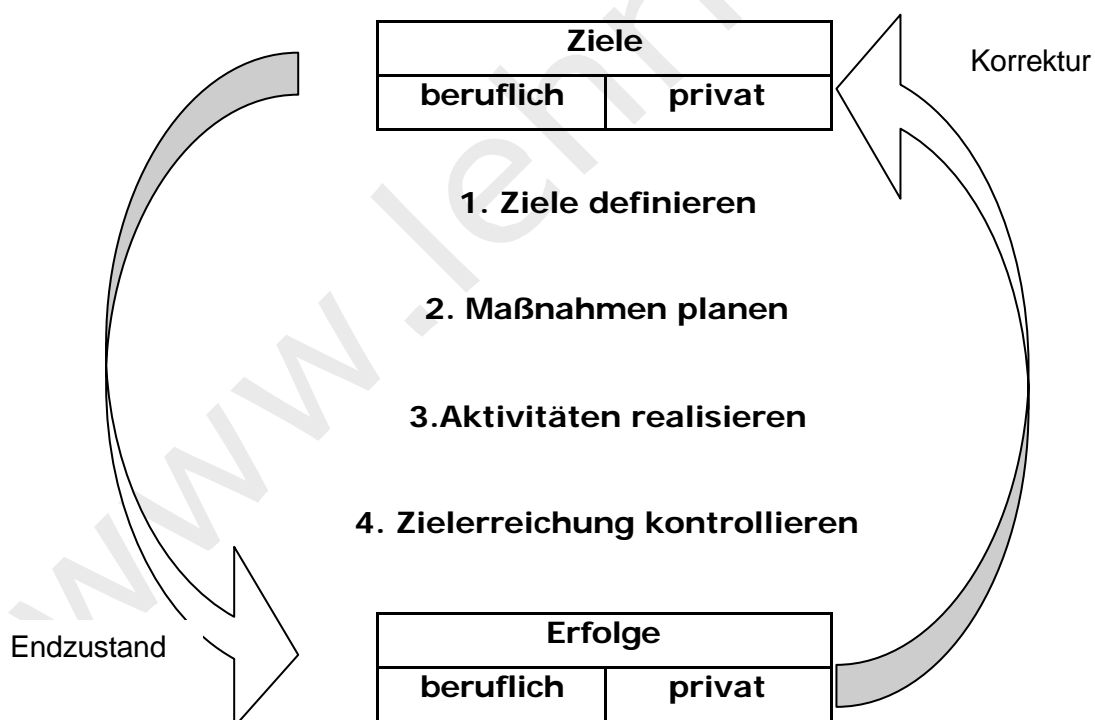 Ziele
Korrektur
beruflich privat
1. Ziele definieren
2. Maßnahmen planen
3.Aktivitäten realisieren
4. Zielerreichung kontrollieren
Endzustand
Erfolge
beruflich privat